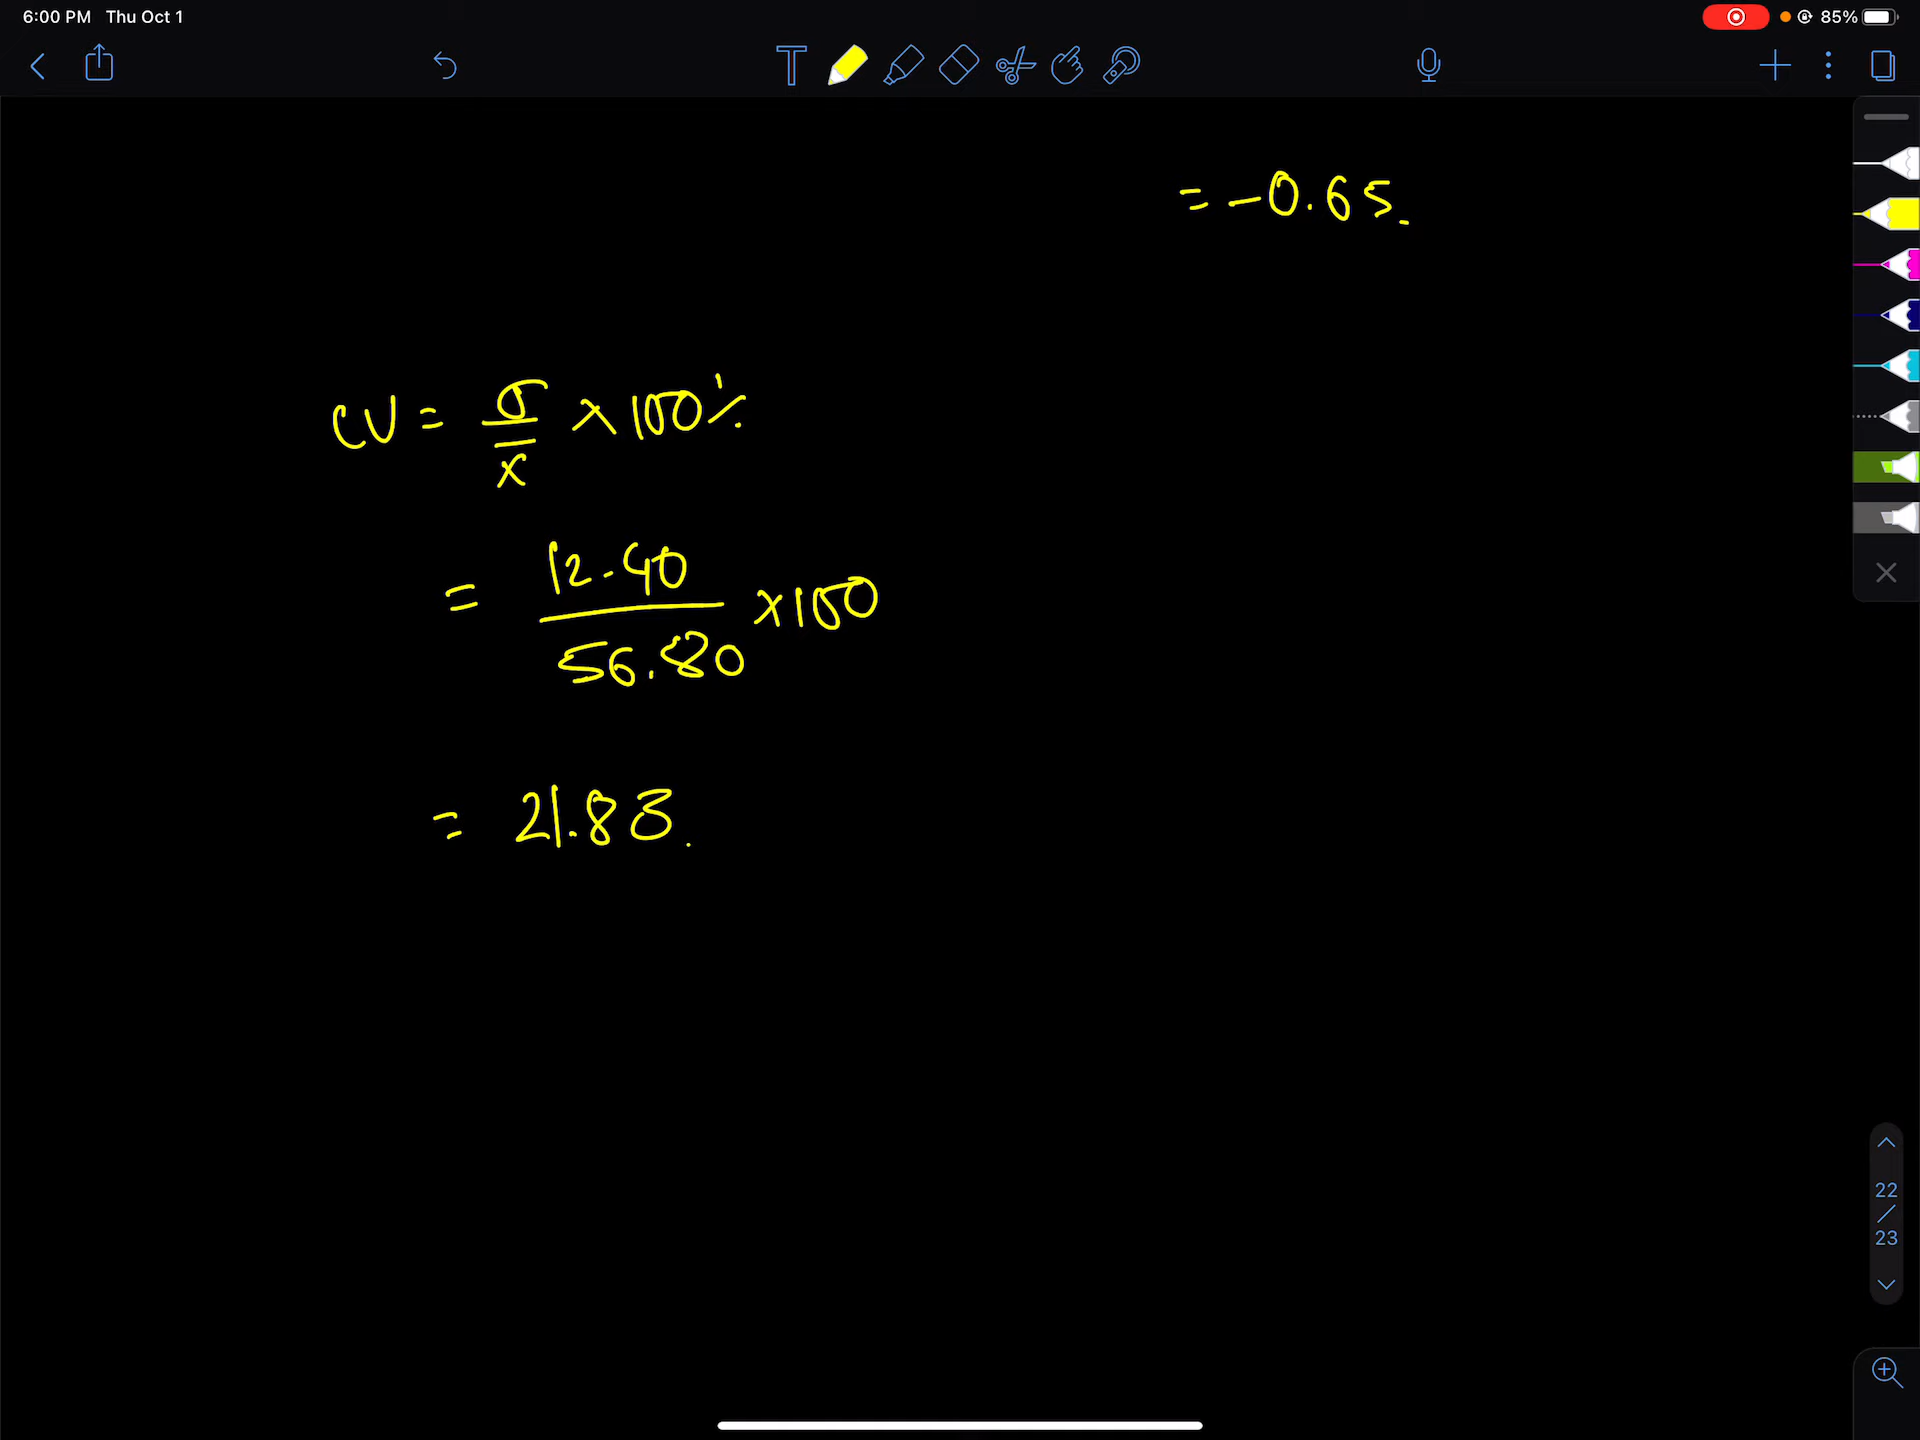 6:00 PM Thu Oct 1
85%
T
= -0.65.
CV = σ/x̄ × 100%
= 12.40/56.80 × 100
= 21.83.
22
/
23